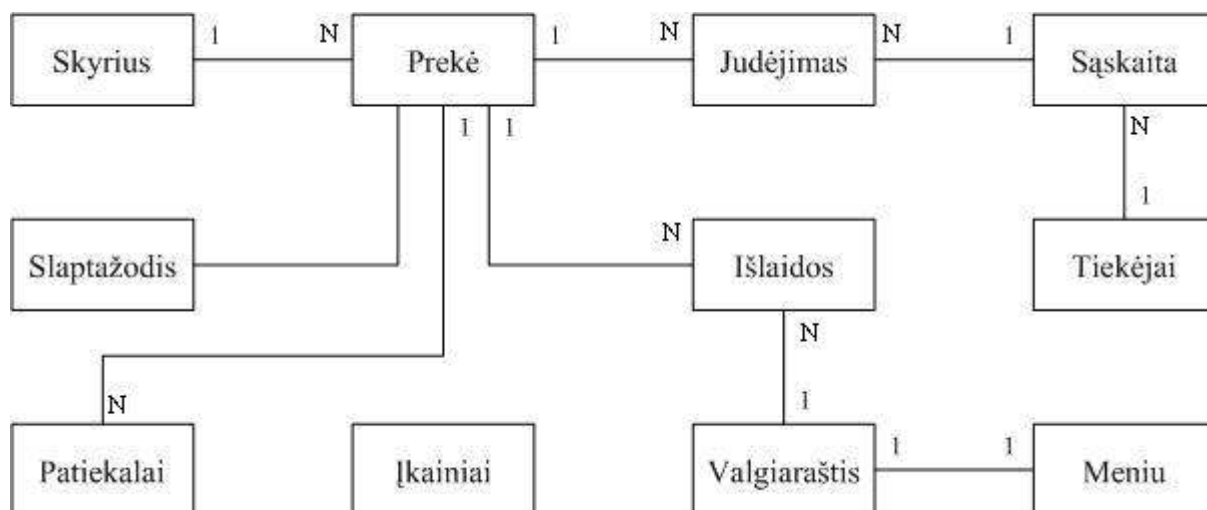 Skyrius 1 N Prekė 1 N Judėjimas N 1 Sąskaita
1 1 N
Slaptažodis N Išlaidos 1 Tiekėjai
N
N 1
Patiekalai Įkainiai Valgiaraštis 1 1 Meniu